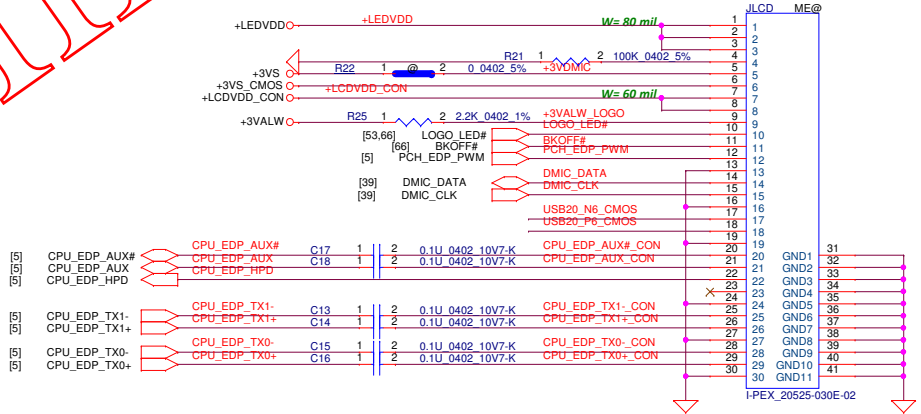 JLCD ME@
+LEDVDD +LEDVDD W= 80 mil 1 1
2 2
3 3
R21 1 2 100K_0402_5% 4 4
+3VS R22 1 @ 2 0_0402_5% +3VDMIC 5 5
+3VS_CMOS 6 6
+LCDVDD_CON +LCDVDD_CON W= 60 mil 7 7
8 8
+3VALW R25 1 2 2.2K_0402_1% +3VALW_LOGO 9 9
[53,66] LOGO_LED# LOGO_LED# 10 10
[66] BKOFF# BKOFF# 11 11
[5] PCH_EDP_PWM PCH_EDP_PWM 12 12
13 13
[39] DMIC_DATA DMIC_DATA 14 14
[39] DMIC_CLK DMIC_CLK 15 15
16 16
USB20_N6_CMOS 17 17
USB20_P6_CMOS 18 18
19 19
[5] CPU_EDP_AUX# CPU_EDP_AUX# C17 1 2 0.1U_0402_10V7-K CPU_EDP_AUX#_CON 20 20 GND1 31
[5] CPU_EDP_AUX CPU_EDP_AUX C18 1 2 0.1U_0402_10V7-K CPU_EDP_AUX_CON 21 21 GND2 32
[5] CPU_EDP_HPD CPU_EDP_HPD 22 22 GND3 33
23 23 GND4 34
24 24 GND5 35
[5] CPU_EDP_TX1- CPU_EDP_TX1- C13 1 2 0.1U_0402_10V7-K CPU_EDP_TX1-_CON 25 25 GND6 36
[5] CPU_EDP_TX1+ CPU_EDP_TX1+ C14 1 2 0.1U_0402_10V7-K CPU_EDP_TX1+_CON 26 26 GND7 37
27 27 GND8 38
[5] CPU_EDP_TX0- CPU_EDP_TX0- C15 1 2 0.1U_0402_10V7-K CPU_EDP_TX0-_CON 28 28 GND9 39
[5] CPU_EDP_TX0+ CPU_EDP_TX0+ C16 1 2 0.1U_0402_10V7-K CPU_EDP_TX0+_CON 29 29 GND10 40
30 30 GND11 41
I-PEX_20525-030E-02